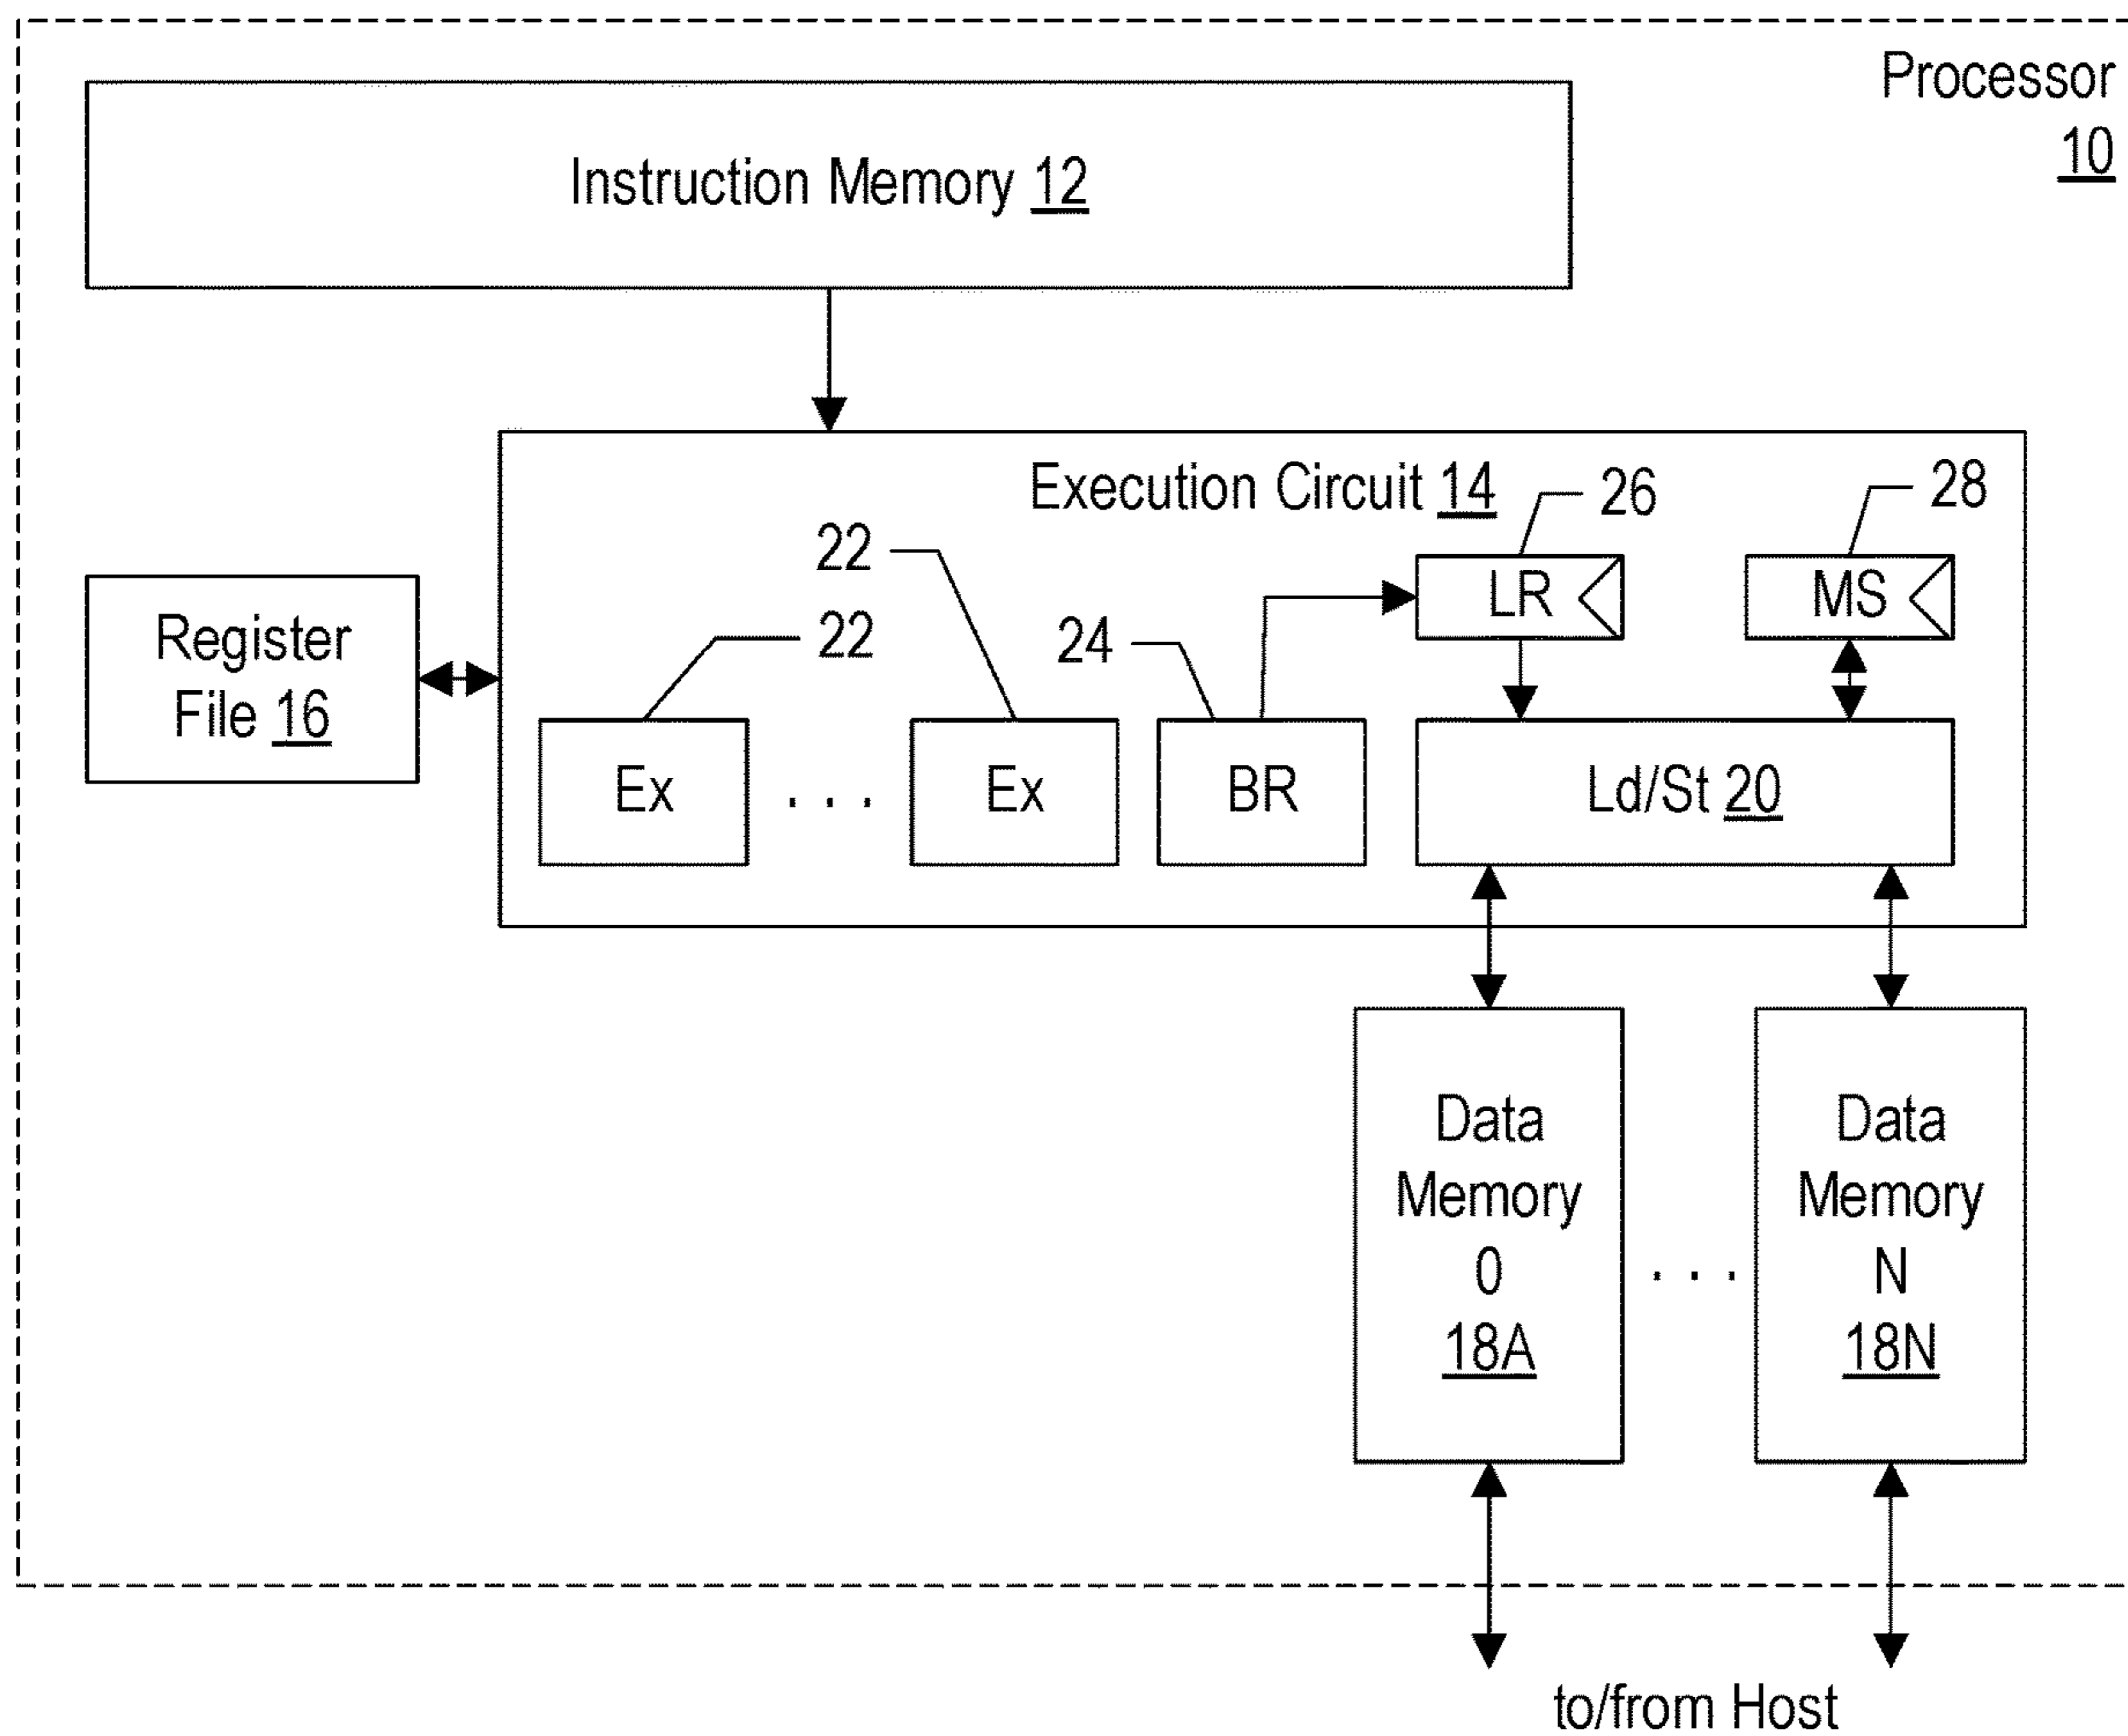 Processor
10
Instruction Memory 12
Execution Circuit 14
26
28
22
22
24
LR
MS
Register
File 16
Ex
. . .
Ex
BR
Ld/St 20
Data
Memory
0
18A
. . .
Data
Memory
N
18N
to/from Host